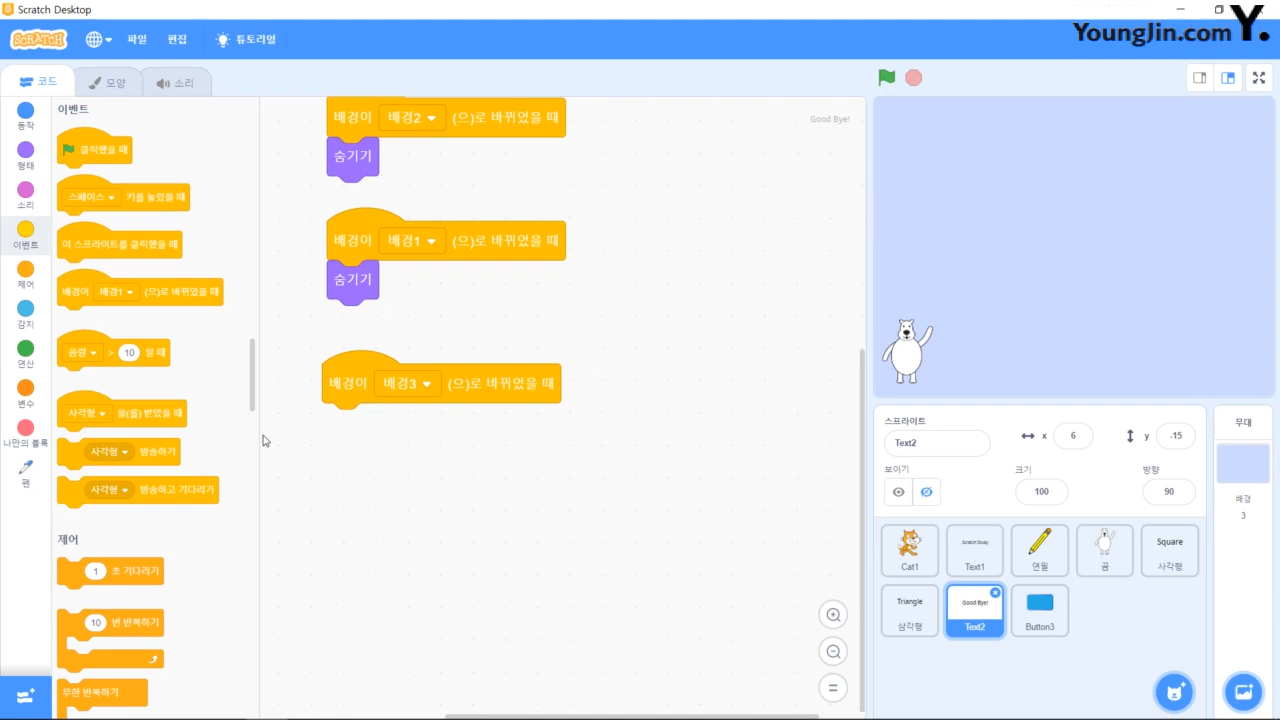 Scratch Desktop
SCRATCH
파일
편집
튜토리얼
YoungJin.com Y.
코드
모양
소리
동작
형태
소리
이벤트
제어
감지
연산
변수
나만의 블록
펜
이벤트
클릭했을 때
스페이스 키를 눌렀을 때
이 스프라이트를 클릭했을 때
배경이 배경1 (으)로 바뀌었을 때
음량 > 10 일 때
사각형 을(를) 받았을 때
사각형 방송하기
사각형 방송하고 기다리기
제어
1 초 기다리기
10 번 반복하기
무한 반복하기
배경이 배경2 (으)로 바뀌었을 때
숨기기
배경이 배경1 (으)로 바뀌었을 때
숨기기
배경이 배경3 (으)로 바뀌었을 때
Good Bye!
스프라이트
Text2
x 6
y -15
보이기
크기
방향
100
90
Cat1
Scratch Study
Text1
연필
곰
Square
사각형
Triangle
삼각형
Good Bye!
Text2
Button3
무대
배경
3